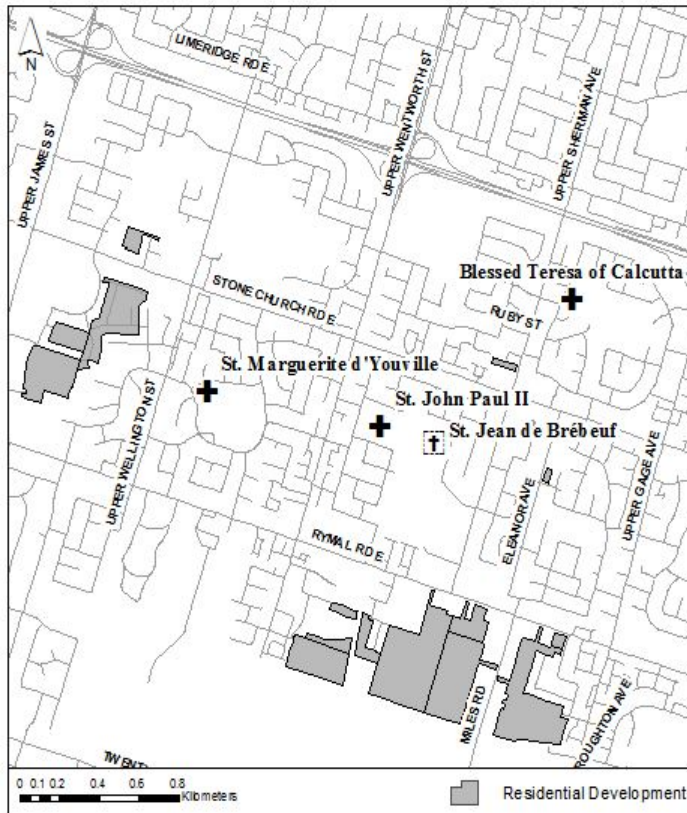 LIMERIDGE RD E
N
UPPER JAMES ST
UPPER WENTWORTH ST
UPPER SHERMAN AVE
Blessed Teresa of Calcutta
STONE CHURCH RD E
RUBY ST
St. Marguerite d'Youville
St. John Paul II
St. Jean de Brébeuf
UPPER WELLINGTON ST
ELEANOR AVE
UPPER GAGE AVE
RYMAL RD E
MILES RD
ROUGHTON AVE
TWENT
0 0.1 0.2 0.4 0.6 0.8
Kilometers
Residential Development